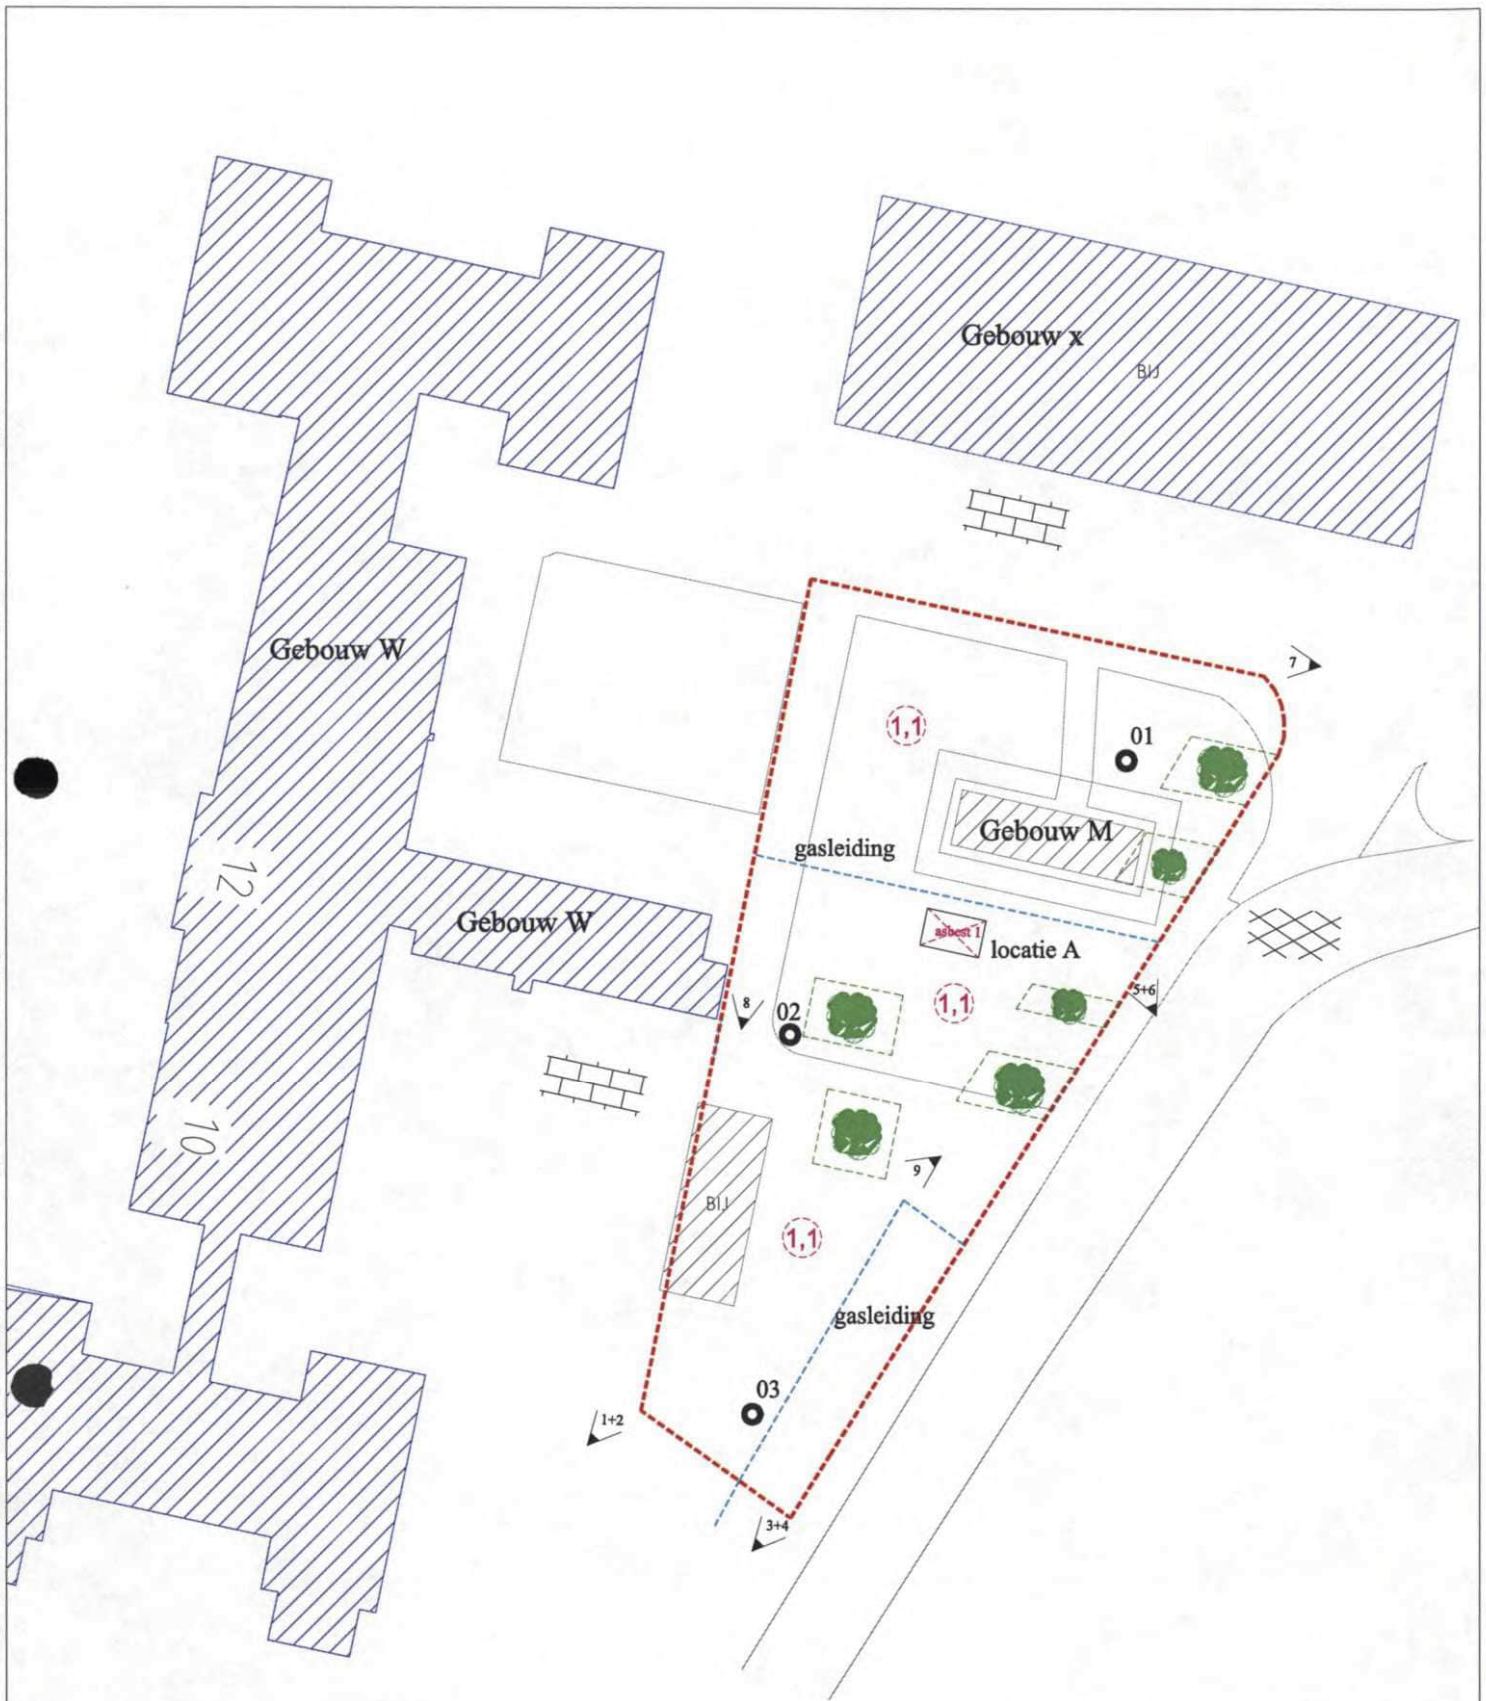 Gebouw x
BIJ
Gebouw W
7
1,1
01
Gebouw M
gasleiding
12
Gebouw W
asbest 1
locatie A
1,1
5+6
8
02
10
9
BIJ
1,1
gasleiding
03
1+2
3+4